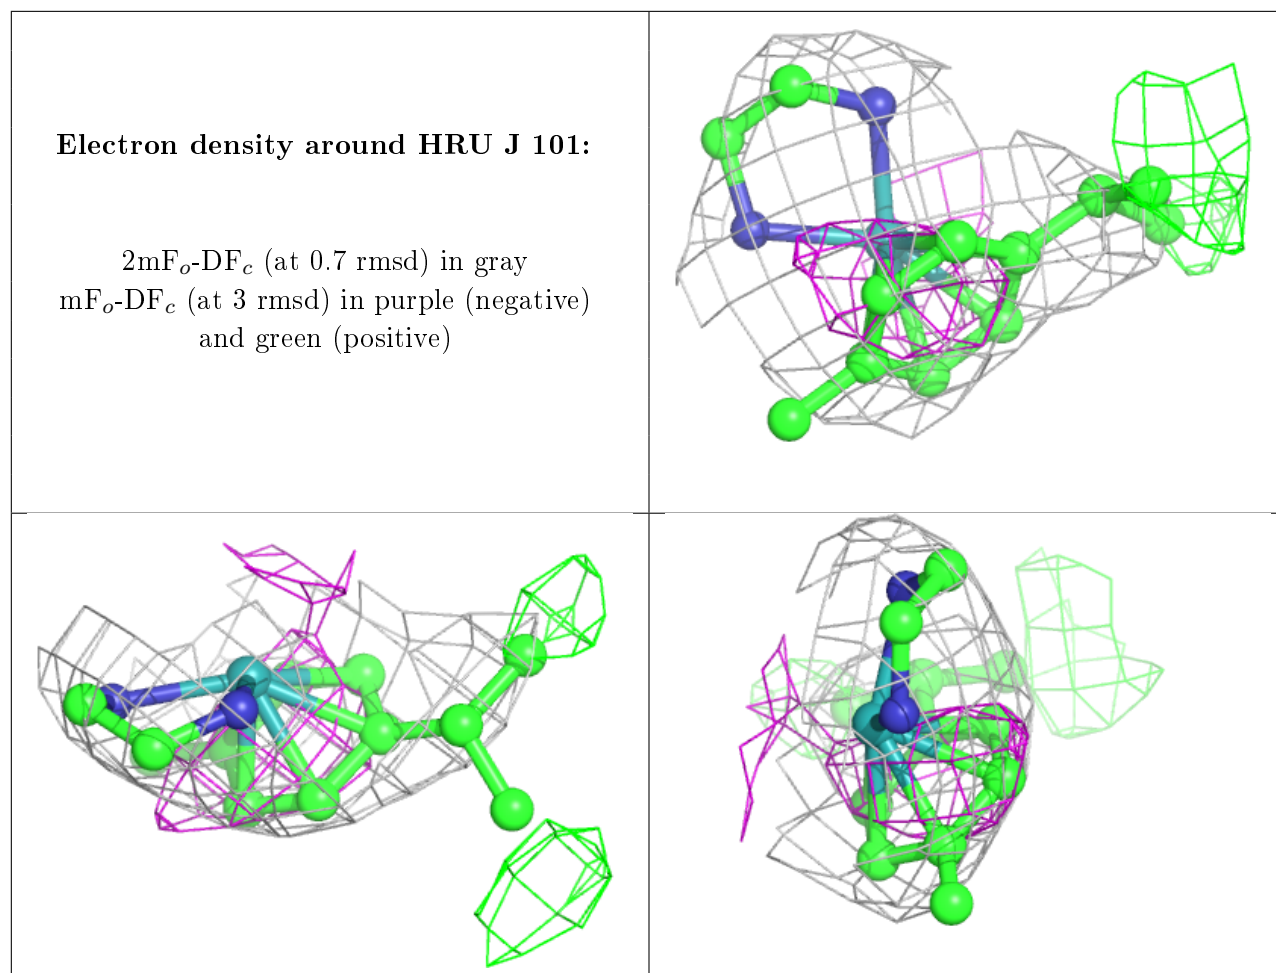 Electron density around HRU J 101:
2mFₒ-DF𝒸 (at 0.7 rmsd) in gray
mFₒ-DF𝒸 (at 3 rmsd) in purple (negative)
and green (positive)